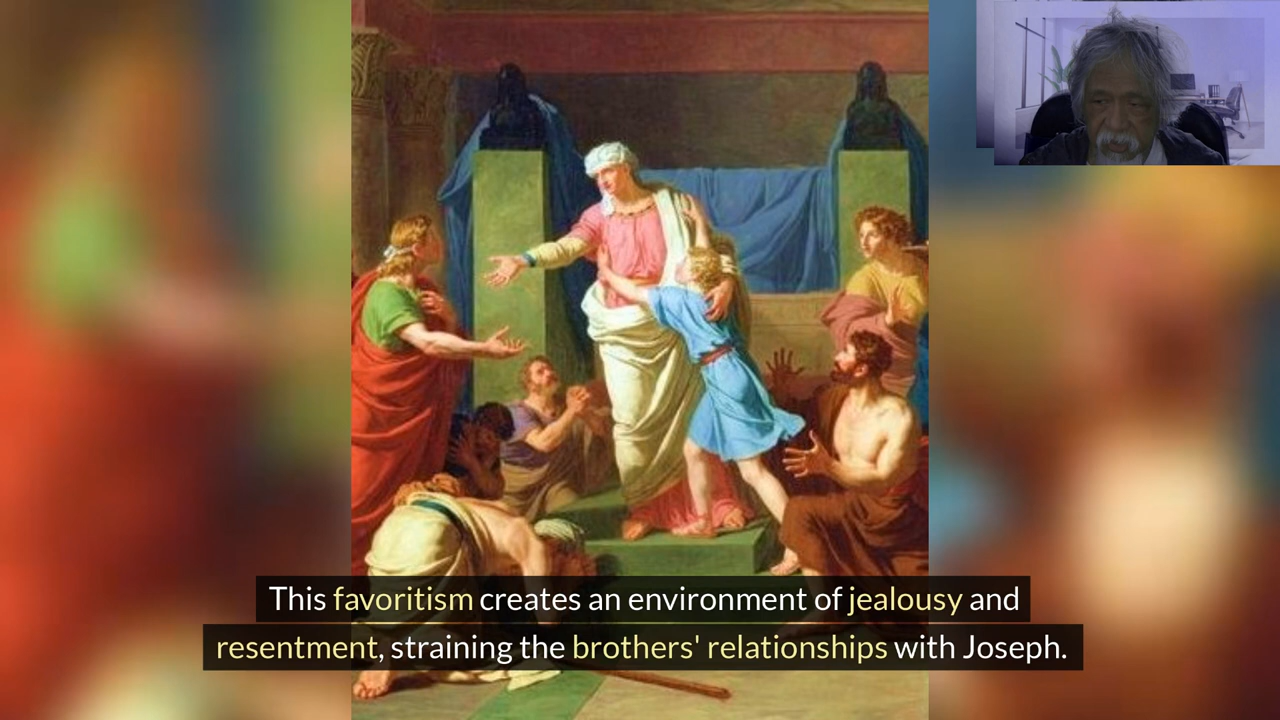 This favoritism creates an environment of jealousy and
resentment, straining the brothers' relationships with Joseph.